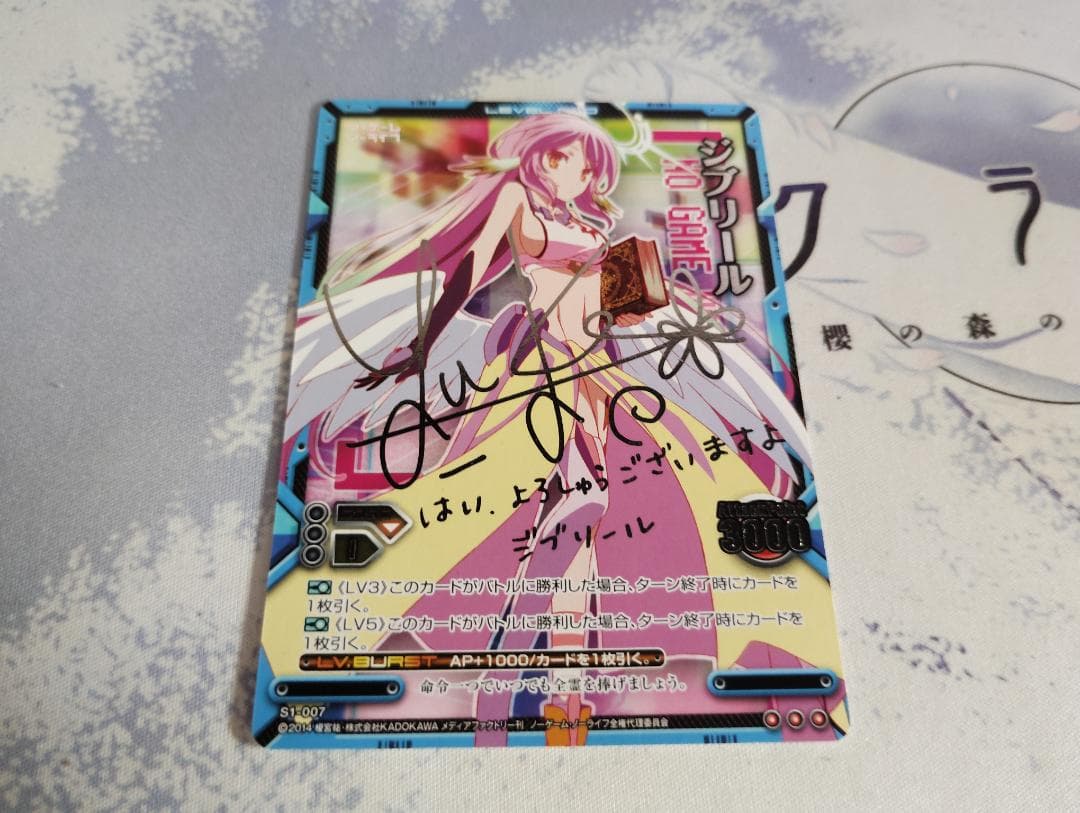 ジブリール
NO GAME
クラ
櫻の森の
はい、よろしゅうございますよ
ジブリール
3000
《LV3》このカードがバトルに勝利した場合、ターン終了時にカードを
1枚引く。
《LV5》このカードがバトルに勝利した場合、ターン終了時にカードを
1枚引く。
LV.BURST AP+1000/カードを1枚引く。
命令一つでいつでも全霊を捧げましょう。
S1-007
©2014 榎宮祐・株式会社KADOKAWA メディアファクトリー刊 ノーゲーム・ノーライフ全権代理委員会